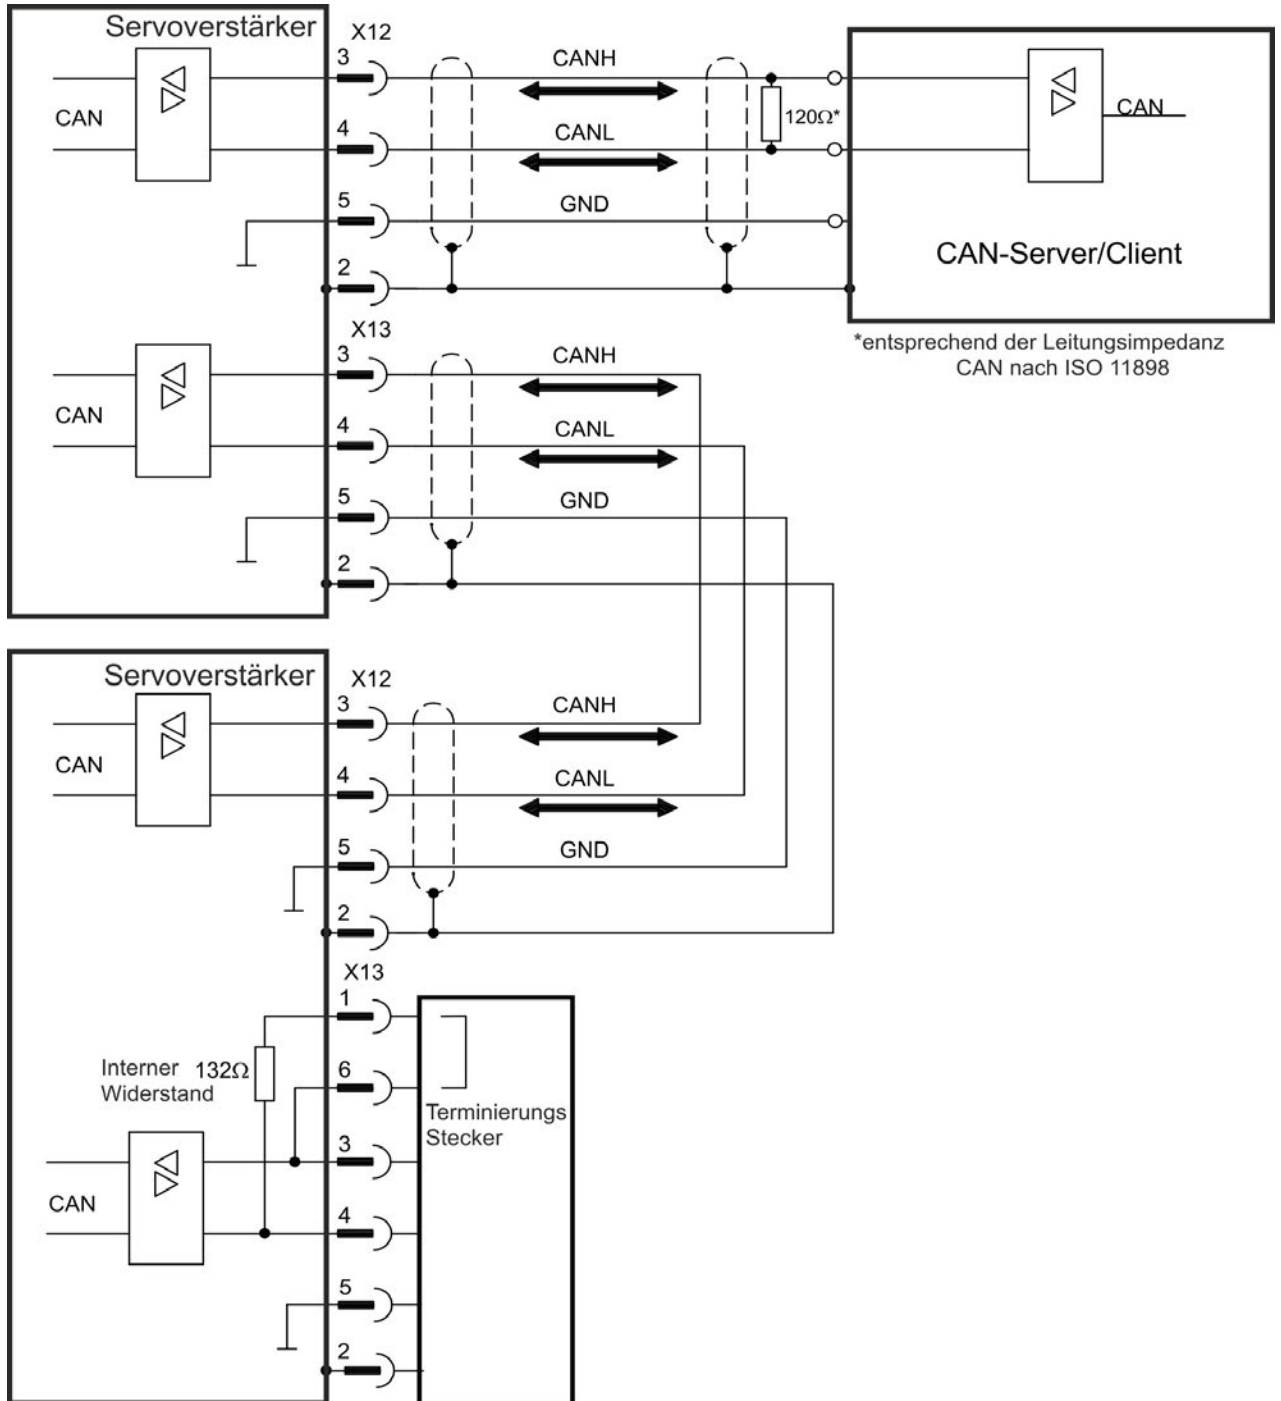 Servoverstärker
X12
3
CANH
CAN
120Ω*
CAN
4
CANL
5
GND
CAN-Server/Client
2
X13
*entsprechend der Leitungsimpedanz
CAN nach ISO 11898
3
CANH
CAN
4
CANL
5
GND
2
Servoverstärker
X12
3
CANH
CAN
4
CANL
5
GND
2
X13
1
Interner 132Ω
Widerstand
6
Terminierungs
Stecker
3
CAN
4
5
2